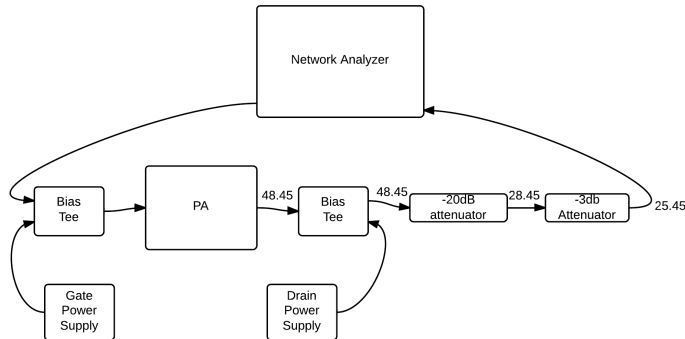 Network Analyzer
Bias
Tee
PA
48.45
Bias
Tee
48.45
-20dB
attenuator
28.45
-3db
Attenuator
25.45
Gate
Power
Supply
Drain
Power
Supply